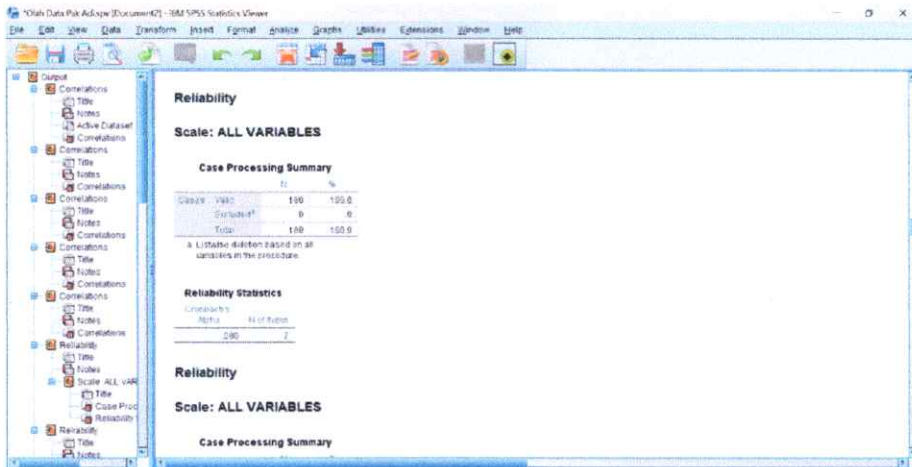 *Olah Data Pak Adi.spv [Document2] - IBM SPSS Statistics Viewer
File Edit View Data Transform Insert Format Analyze Graphs Utilities Extensions Window Help
Output
Correlations
Title
Notes
Active Dataset
Correlations
Correlations
Title
Notes
Correlations
Correlations
Title
Notes
Correlations
Correlations
Title
Notes
Correlations
Correlations
Title
Notes
Correlations
Reliability
Title
Notes
Scale: ALL VAR
Title
Case Proc
Reliability
Reliability
Title
Notes
Reliability
Scale: ALL VARIABLES
Case Processing Summary
N %
Cases Valid 100 100.0
Excluded a 0 .0
Total 100 100.0
a. Listwise deletion based on all
variables in the procedure.
Reliability Statistics
Cronbach's
Alpha N of Items
Reliability
Scale: ALL VARIABLES
Case Processing Summary